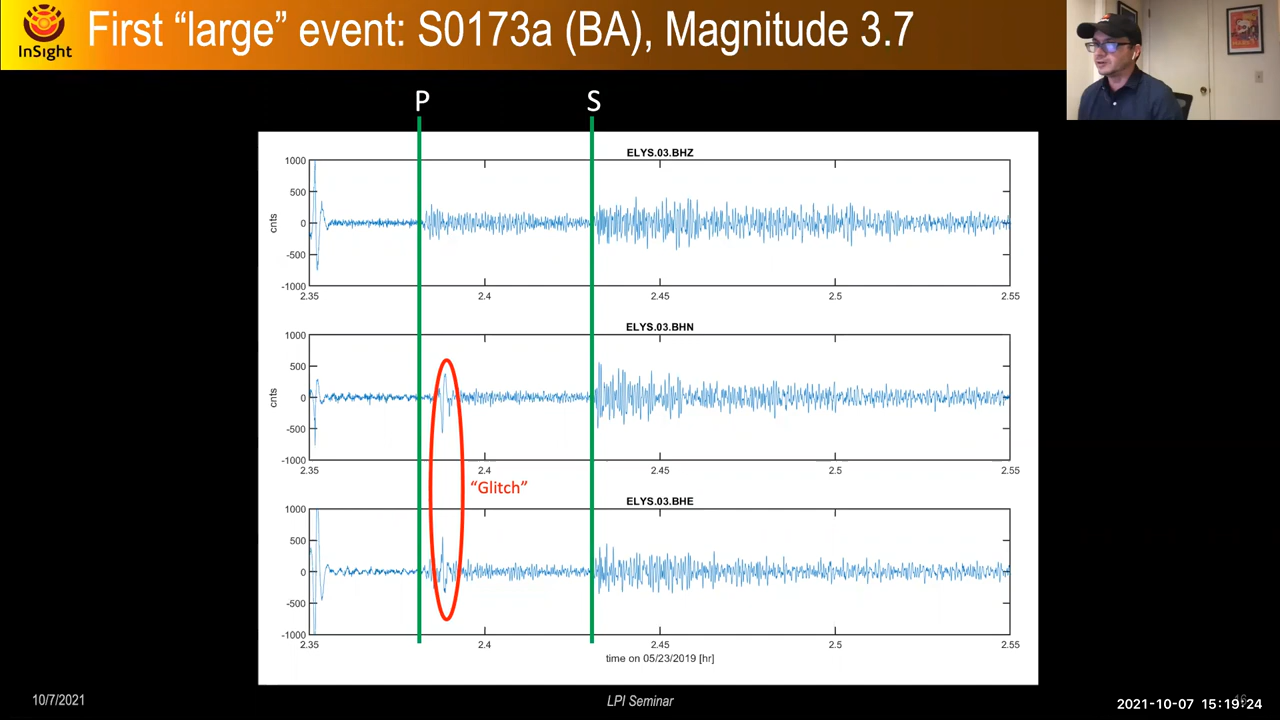 First “large” event: S0173a (BA), Magnitude 3.7
InSight
P
S
ELYS.03.BHZ
1000
500
0
-500
-1000
cnts
2.35
2.4
2.45
2.5
2.55
ELYS.03.BHN
1000
500
0
-500
-1000
cnts
2.35
2.4
2.45
2.5
2.55
“Glitch”
ELYS.03.BHE
1000
500
0
-500
-1000
2.35
2.4
2.45
2.5
2.55
time on 05/23/2019 [hr]
10/7/2021
LPI Seminar
16
2021-10-07 15:19:24